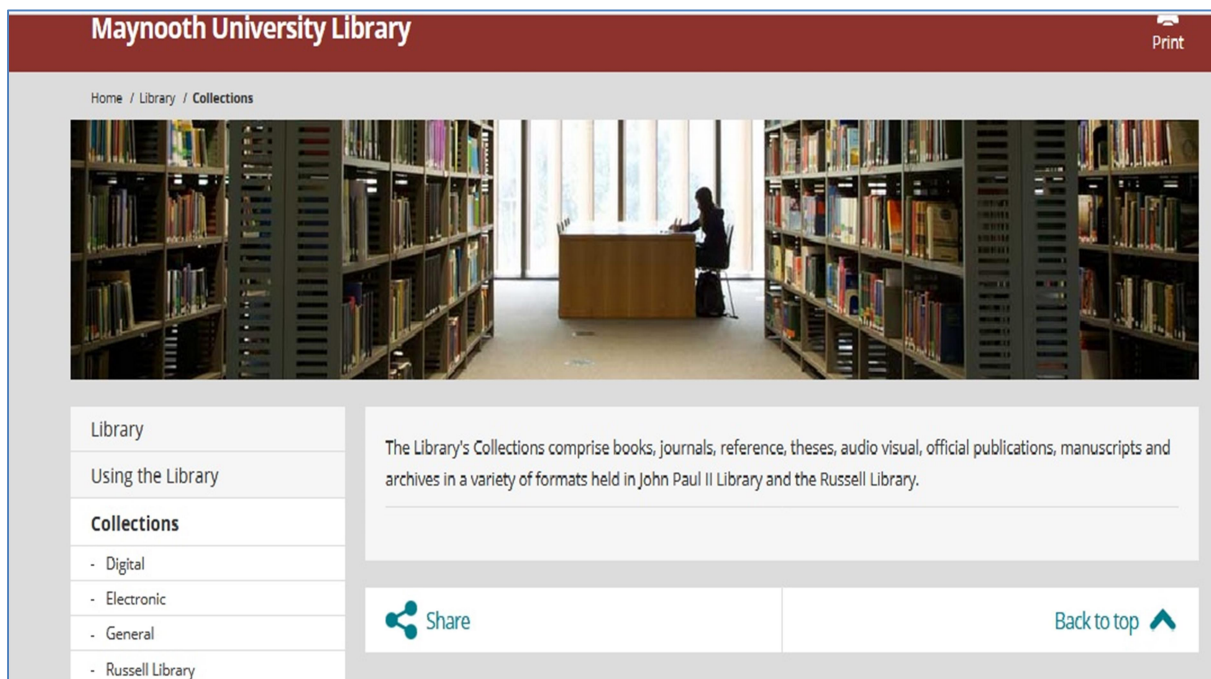 Maynooth University Library
Print
Home / Library / Collections
Library
Using the Library
Collections
- Digital
- Electronic
- General
- Russell Library
The Library's Collections comprise books, journals, reference, theses, audio visual, official publications, manuscripts and
archives in a variety of formats held in John Paul II Library and the Russell Library.
Share
Back to top